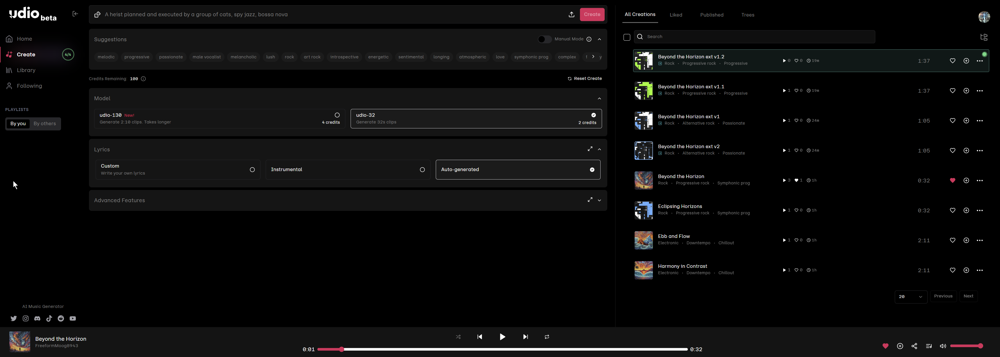 udio beta
Home
Create 4/4
Library
Following
PLAYLISTS
By you By others
AI Music Generator
A heist planned and executed by a group of cats, spy jazz, bossa nova
Create
Suggestions
Manual Mode
melodic progressive passionate male vocalist melancholic lush rock art rock introspective energetic sentimental longing atmospheric love symphonic prog complex
Credits Remaining: 100
Reset Create
Model
udio-130 New!
Generate 2:10 clips. Takes longer
4 credits
udio-32
Generate 32s clips
2 credits
Lyrics
Custom
Write your own lyrics
Instrumental
Auto-generated
Advanced Features
All Creations Liked Published Trees
Search
Beyond the Horizon ext v1.2
Rock · Progressive rock · Progressive
0 0 19m
1:37
Beyond the Horizon ext v1.1
Rock · Progressive rock · Progressive
1 0 19m
1:37
Beyond the Horizon ext v1
Rock · Alternative rock · Passionate
1 0 24m
1:05
Beyond the Horizon ext v2
Rock · Alternative rock · Passionate
1 0 24m
1:05
Beyond the Horizon
Rock · Progressive rock · Symphonic prog
3 1 1h
0:32
Eclipsing Horizons
Rock · Progressive rock · Symphonic prog
1 0 1h
0:32
Ebb and Flow
Electronic · Downtempo · Chillout
1 0 1h
2:11
Harmony in Contrast
Electronic · Downtempo · Chillout
1 0 1h
2:11
20 Previous Next
Beyond the Horizon
FreeformMoog8943
0:01 0:32